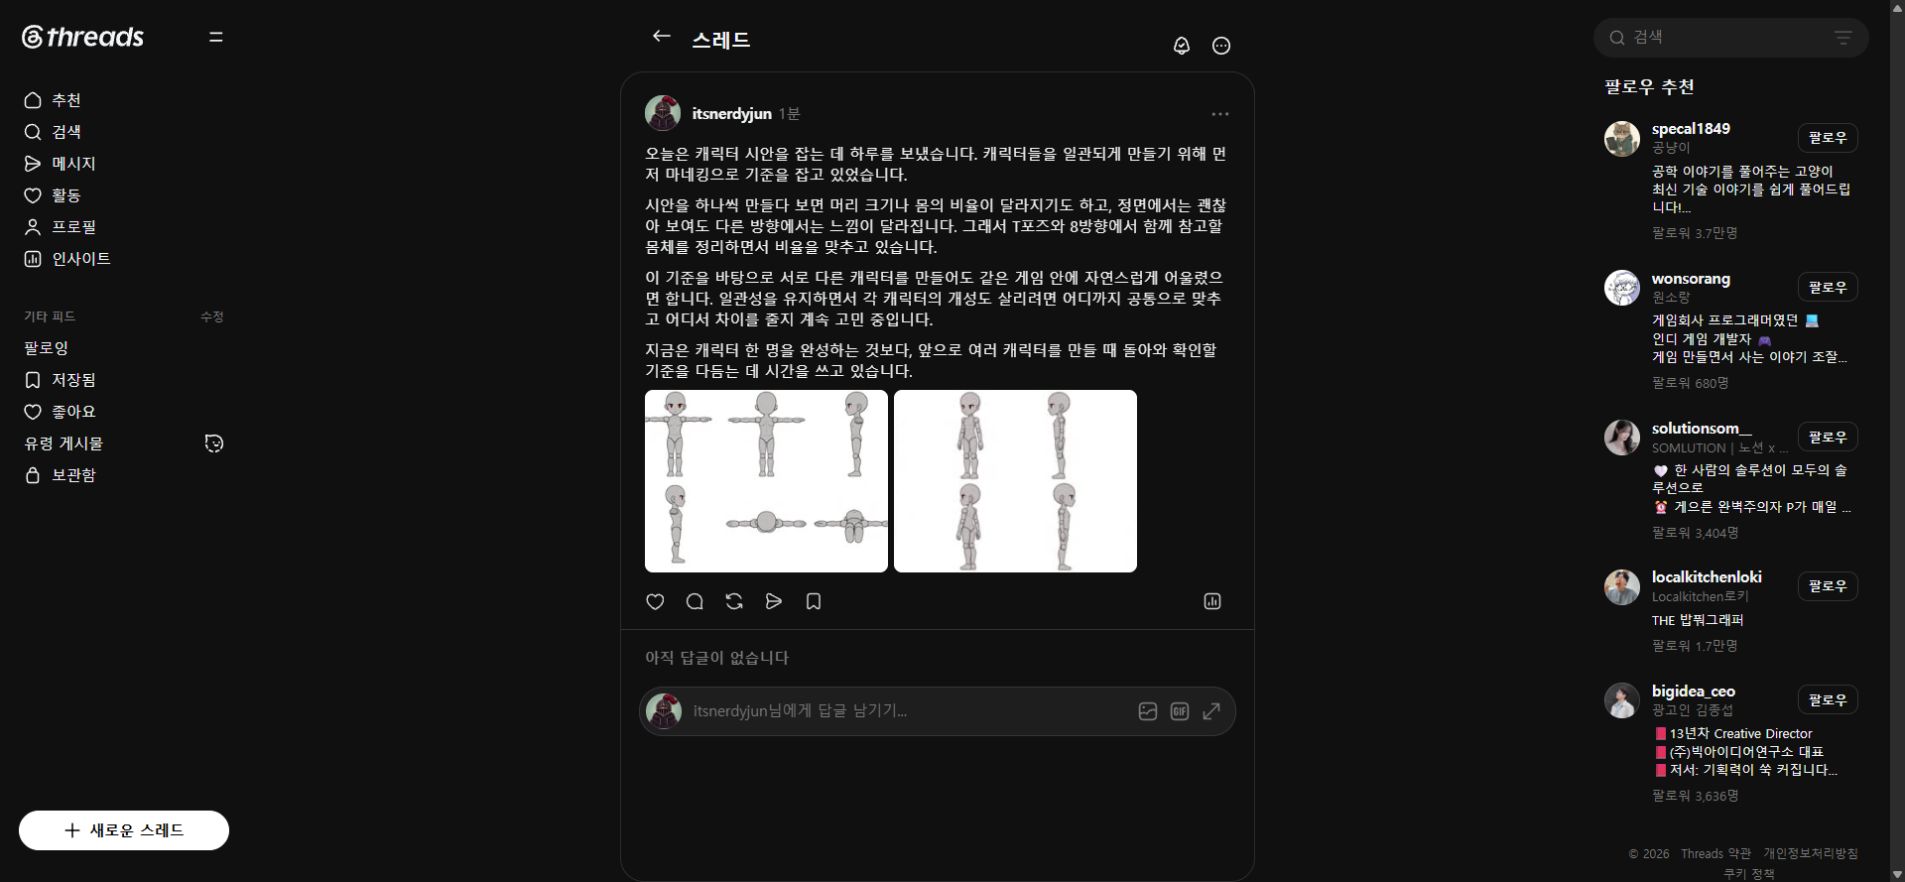 threads
추천
검색
메시지
활동
프로필
인사이트
기타 피드
수정
팔로잉
저장됨
좋아요
유령 게시물
보관함
새로운 스레드
스레드
itsnerdyjun 1분
오늘은 캐릭터 시안을 잡는 데 하루를 보냈습니다. 캐릭터들을 일관되게 만들기 위해 먼
저 마네킹으로 기준을 잡고 있었습니다.
시안을 하나씩 만들다 보면 머리 크기나 몸의 비율이 달라지기도 하고, 정면에서는 괜찮
아 보여도 다른 방향에서는 느낌이 달라집니다. 그래서 T포즈와 8방향에서 함께 참고할
몸체를 정리하면서 비율을 맞추고 있습니다.
이 기준을 바탕으로 서로 다른 캐릭터를 만들어도 같은 게임 안에 자연스럽게 어울렸으
면 합니다. 일관성을 유지하면서 각 캐릭터의 개성도 살리려면 어디까지 공통으로 맞추
고 어디서 차이를 줄지 계속 고민 중입니다.
지금은 캐릭터 한 명을 완성하는 것보다, 앞으로 여러 캐릭터를 만들 때 돌아와 확인할
기준을 다듬는 데 시간을 쓰고 있습니다.
아직 답글이 없습니다
itsnerdyjun님에게 답글 남기기...
GIF
검색
팔로우 추천
specal1849
공냥이
팔로우
공학 이야기를 풀어주는 고양이
최신 기술 이야기를 쉽게 풀어드립
니다!...
팔로워 3.7만명
wonsorang
원소랑
팔로우
게임회사 프로그래머였던 💻
인디 게임 개발자 🎮
게임 만들면서 사는 이야기 조잘...
팔로워 680명
solutionsom__
SOMLUTION | 노션 x ...
팔로우
🤍 한 사람의 솔루션이 모두의 솔
루션으로
⏰ 게으른 완벽주의자 P가 매일 ...
팔로워 3,404명
localkitchenloki
Localkitchen로키
팔로우
THE 밥풔그래퍼
팔로워 1.7만명
bigidea_ceo
광고인 김종섭
팔로우
📕13년차 Creative Director
📕(주)빅아이디어연구소 대표
📕저서: 기획력이 쑥 커집니다...
팔로워 3,636명
© 2026 Threads 약관 개인정보처리방침
쿠키 정책